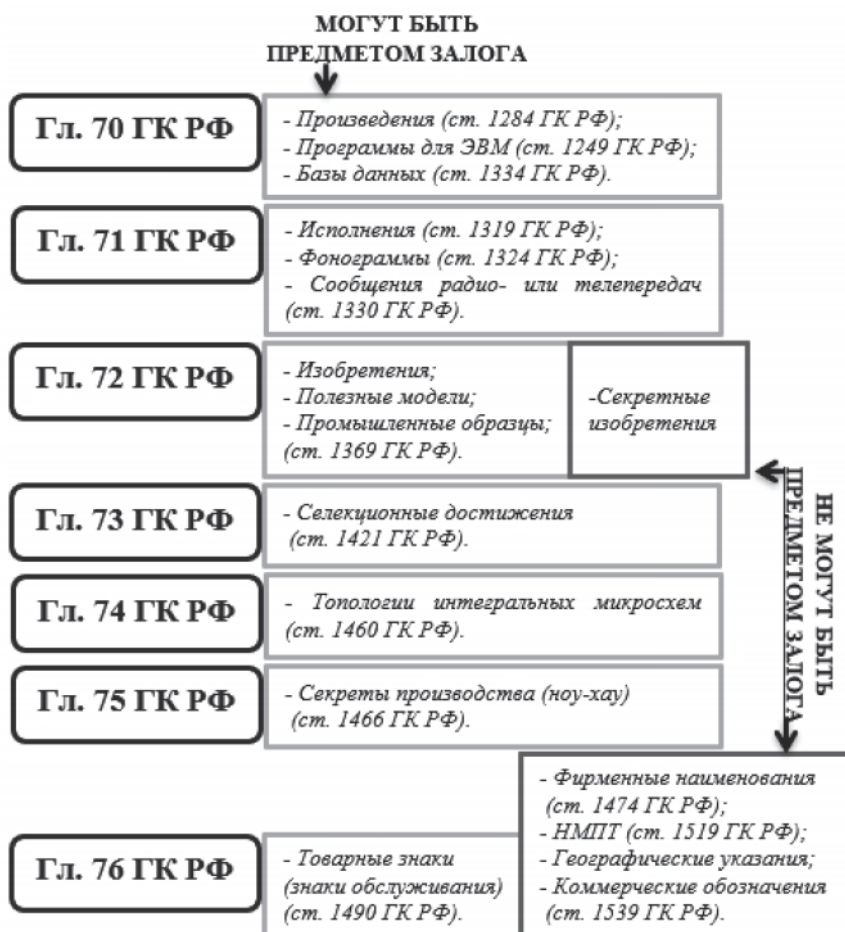 МОГУТ БЫТЬ
ПРЕДМЕТОМ ЗАЛОГА
Гл. 70 ГК РФ
- Произведения (ст. 1284 ГК РФ);
- Программы для ЭВМ (ст. 1249 ГК РФ);
- Базы данных (ст. 1334 ГК РФ).
Гл. 71 ГК РФ
- Исполнения (ст. 1319 ГК РФ);
- Фонограммы (ст. 1324 ГК РФ);
- Сообщения радио- или телепередач
(ст. 1330 ГК РФ).
Гл. 72 ГК РФ
- Изобретения;
- Полезные модели;
- Промышленные образцы;
(ст. 1369 ГК РФ).
-Секретные
изобретения
НЕ МОГУТ БЫТЬ
ПРЕДМЕТОМ ЗАЛОГА
Гл. 73 ГК РФ
- Селекционные достижения
(ст. 1421 ГК РФ).
Гл. 74 ГК РФ
- Топологии интегральных микросхем
(ст. 1460 ГК РФ).
Гл. 75 ГК РФ
- Секреты производства (ноу-хау)
(ст. 1466 ГК РФ).
Гл. 76 ГК РФ
- Товарные знаки
(знаки обслуживания)
(ст. 1490 ГК РФ).
- Фирменные наименования
(ст. 1474 ГК РФ);
- НМПТ (ст. 1519 ГК РФ);
- Географические указания;
- Коммерческие обозначения
(ст. 1539 ГК РФ).